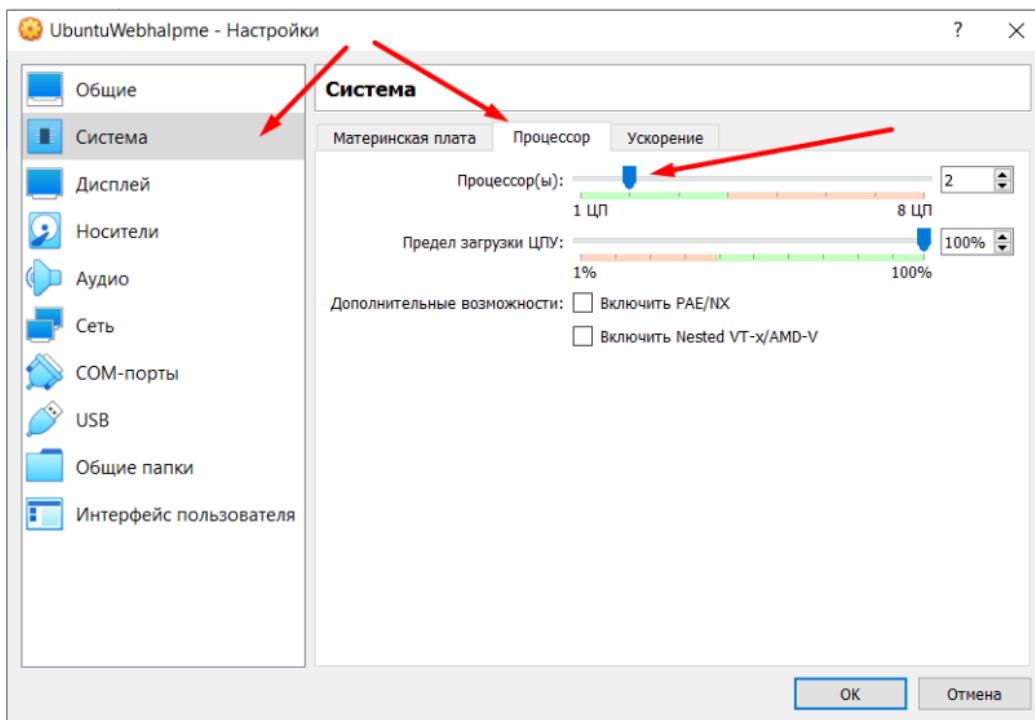 UbuntuWebhalpme - Настройки
?
Общие
Система
Дисплей
Носители
Аудио
Сеть
COM-порты
USB
Общие папки
Интерфейс пользователя
Система
Материнская плата
Процессор
Ускорение
Процессор(ы):
2
1 ЦП
8 ЦП
Предел загрузки ЦПУ:
100%
1%
100%
Дополнительные возможности:
Включить PAE/NX
Включить Nested VT-x/AMD-V
OK
Отмена